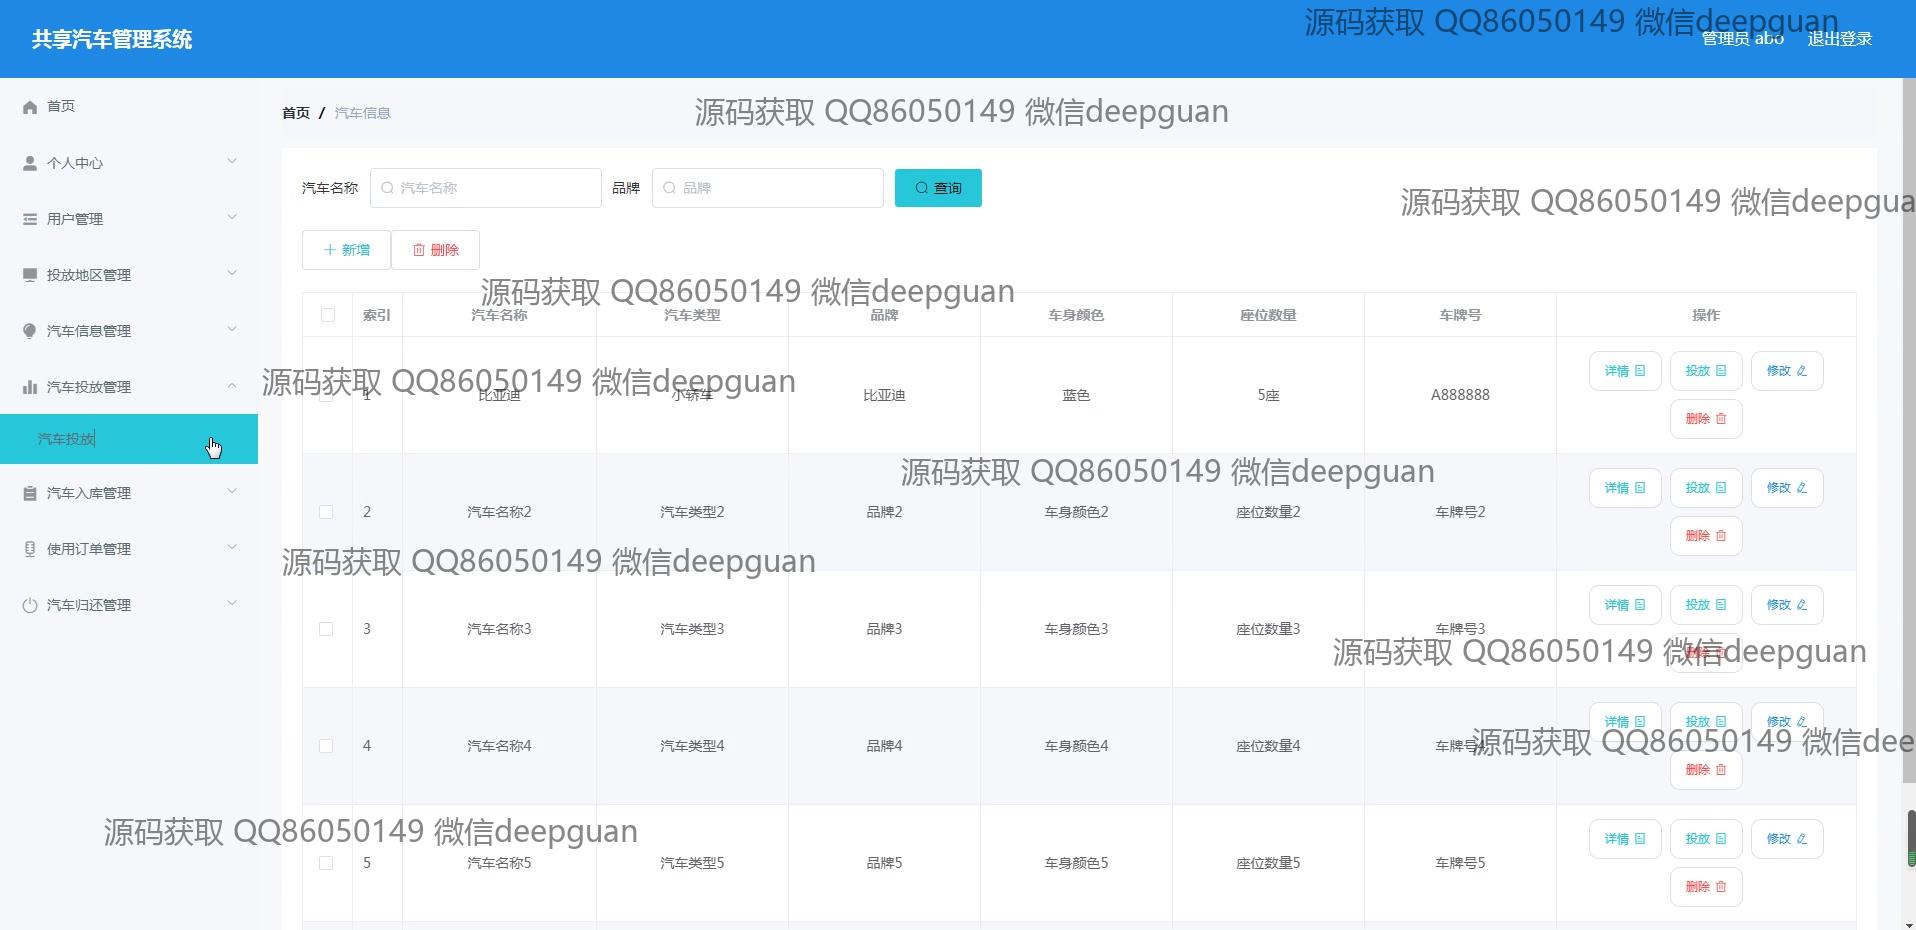 共享汽车管理系统
源码获取 QQ86050149 微信deepguan
管理员 abo 退出登录
首页
个人中心
用户管理
投放地区管理
汽车信息管理
汽车投放管理
汽车投放
汽车入库管理
使用订单管理
汽车归还管理
首页 / 汽车信息
源码获取 QQ86050149 微信deepguan
汽车名称 汽车名称 品牌 品牌 查询
源码获取 QQ86050149 微信deepgua
新增 删除
源码获取 QQ86050149 微信deepguan
索引 汽车名称 汽车类型 品牌 车身颜色 座位数量 车牌号 操作
源码获取 QQ86050149 微信deepguan
1 比亚迪 小轿车 比亚迪 蓝色 5座 A888888 详情 投放 修改
删除
源码获取 QQ86050149 微信deepguan
2 汽车名称2 汽车类型2 品牌2 车身颜色2 座位数量2 车牌号2 详情 投放 修改
删除
源码获取 QQ86050149 微信deepguan
3 汽车名称3 汽车类型3 品牌3 车身颜色3 座位数量3 车牌号3 详情 投放 修改
删除
源码获取 QQ86050149 微信deepguan
4 汽车名称4 汽车类型4 品牌4 车身颜色4 座位数量4 车牌号4 详情 投放 修改
删除
源码获取 QQ86050149 微信dee
源码获取 QQ86050149 微信deepguan
5 汽车名称5 汽车类型5 品牌5 车身颜色5 座位数量5 车牌号5 详情 投放 修改
删除